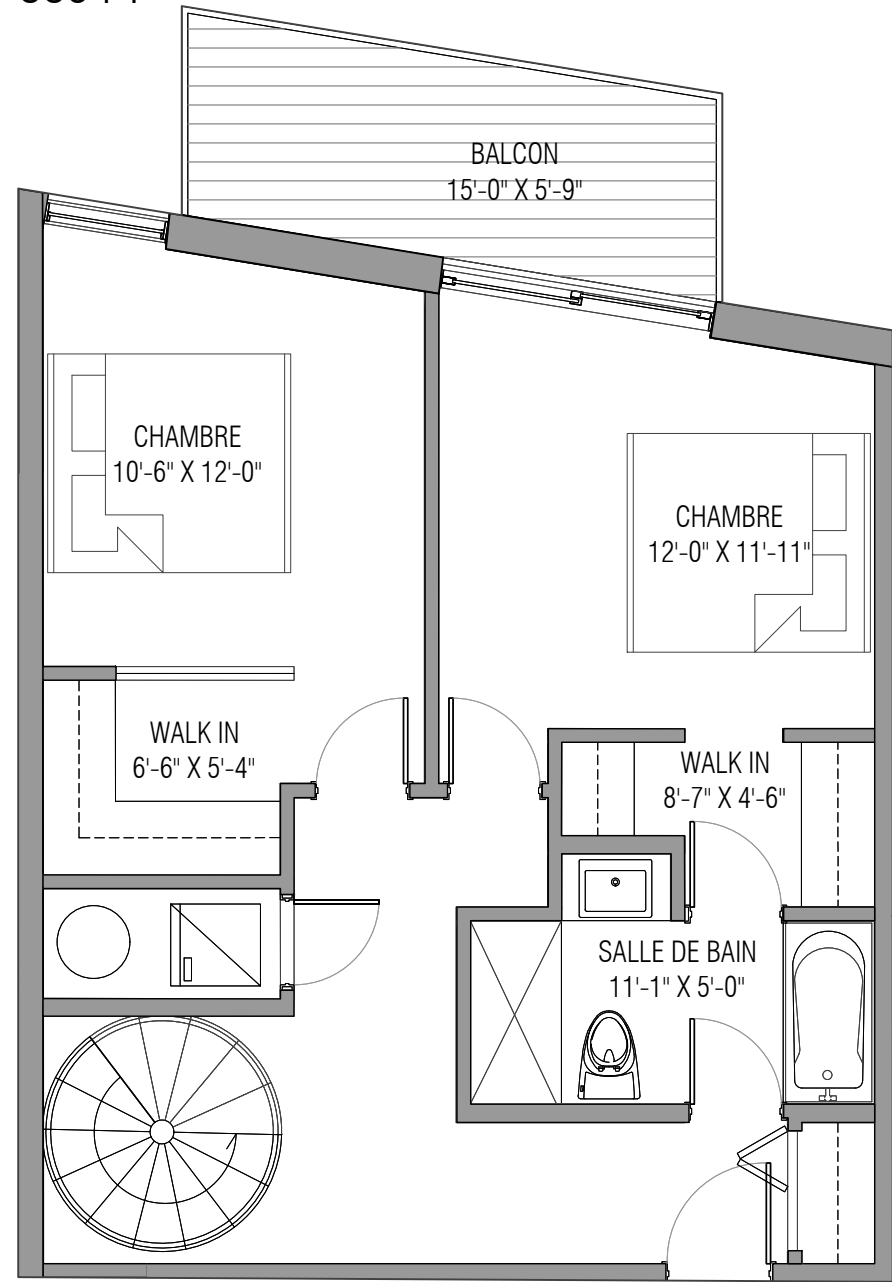 BALCON
15'-0" X 5'-9"
CHAMBRE
10'-6" X 12'-0"
CHAMBRE
12'-0" X 11'-11"
WALK IN
6'-6" X 5'-4"
WALK IN
8'-7" X 4'-6"
SALLE DE BAIN
11'-1" X 5'-0"